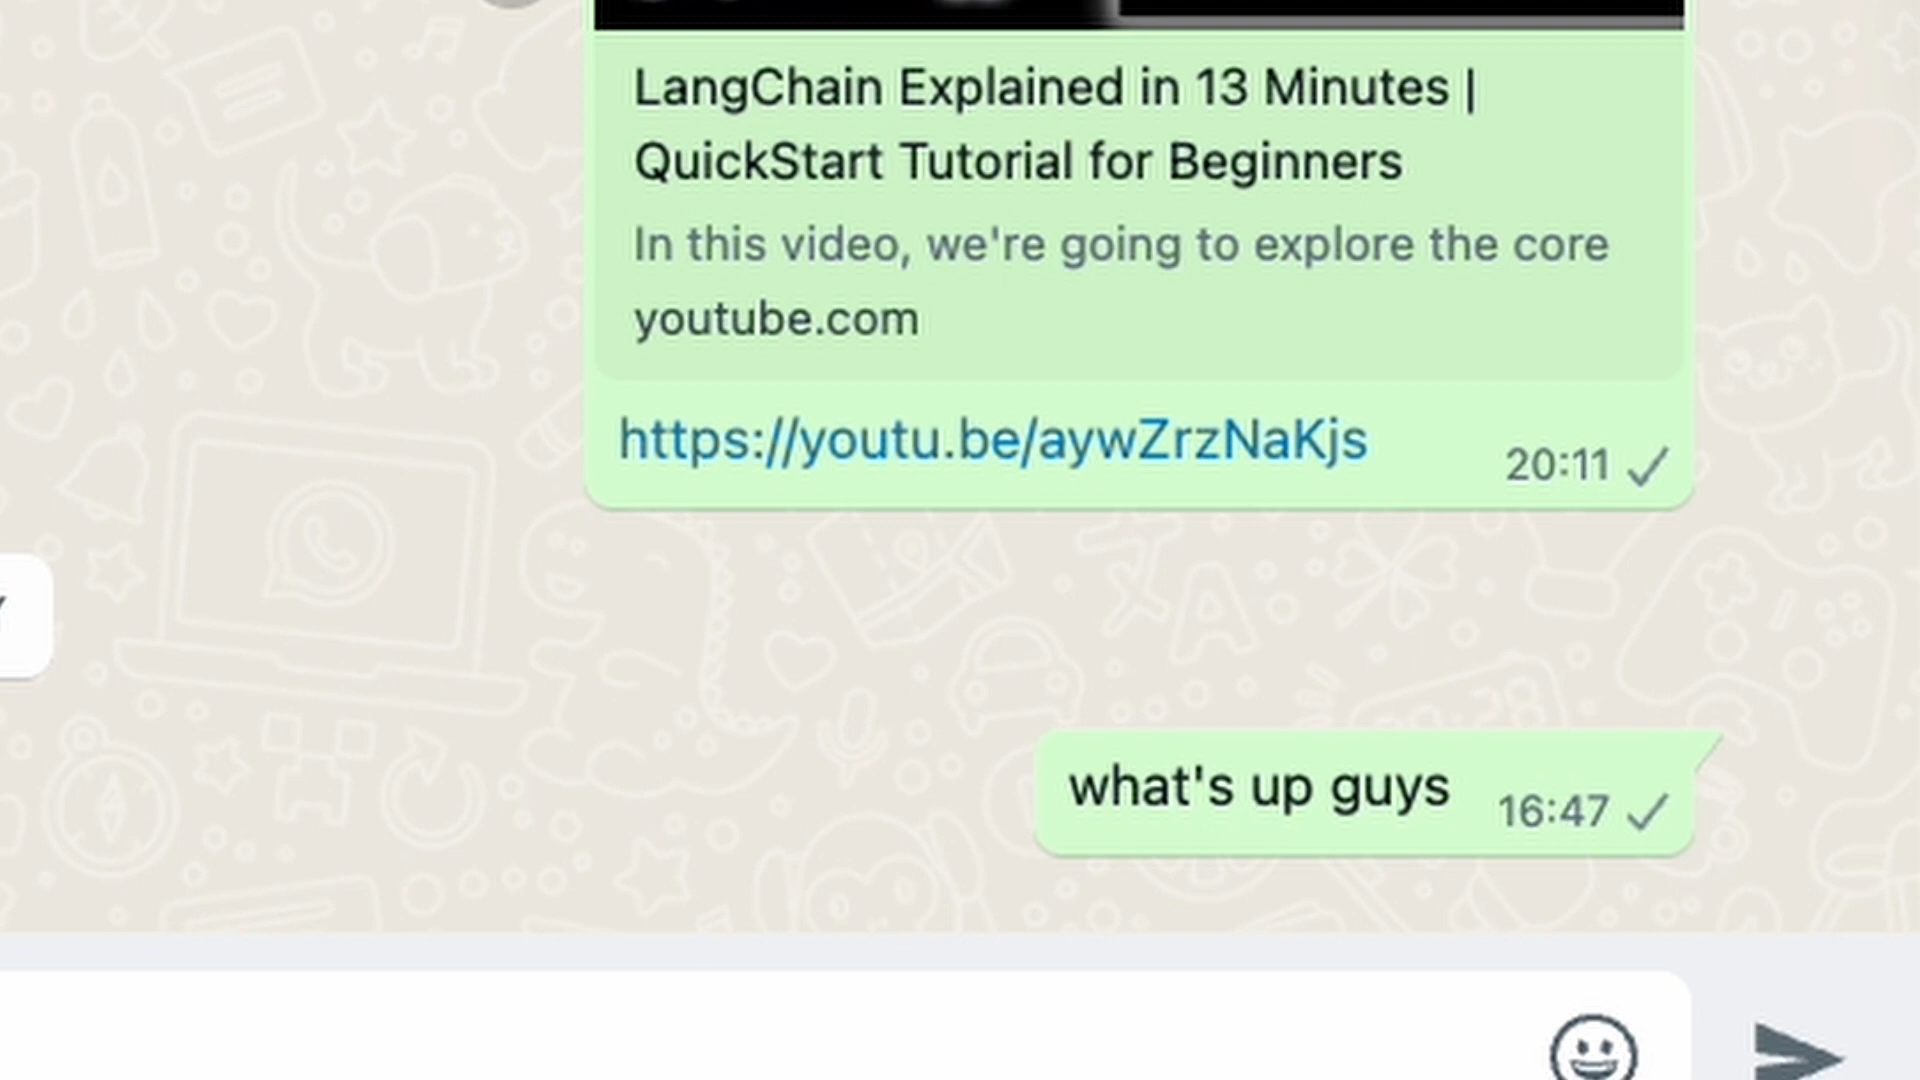 LangChain Explained in 13 Minutes |
QuickStart Tutorial for Beginners
In this video, we're going to explore the core
youtube.com
https://youtu.be/aywZrzNaKjs
20:11
what's up guys
16:47